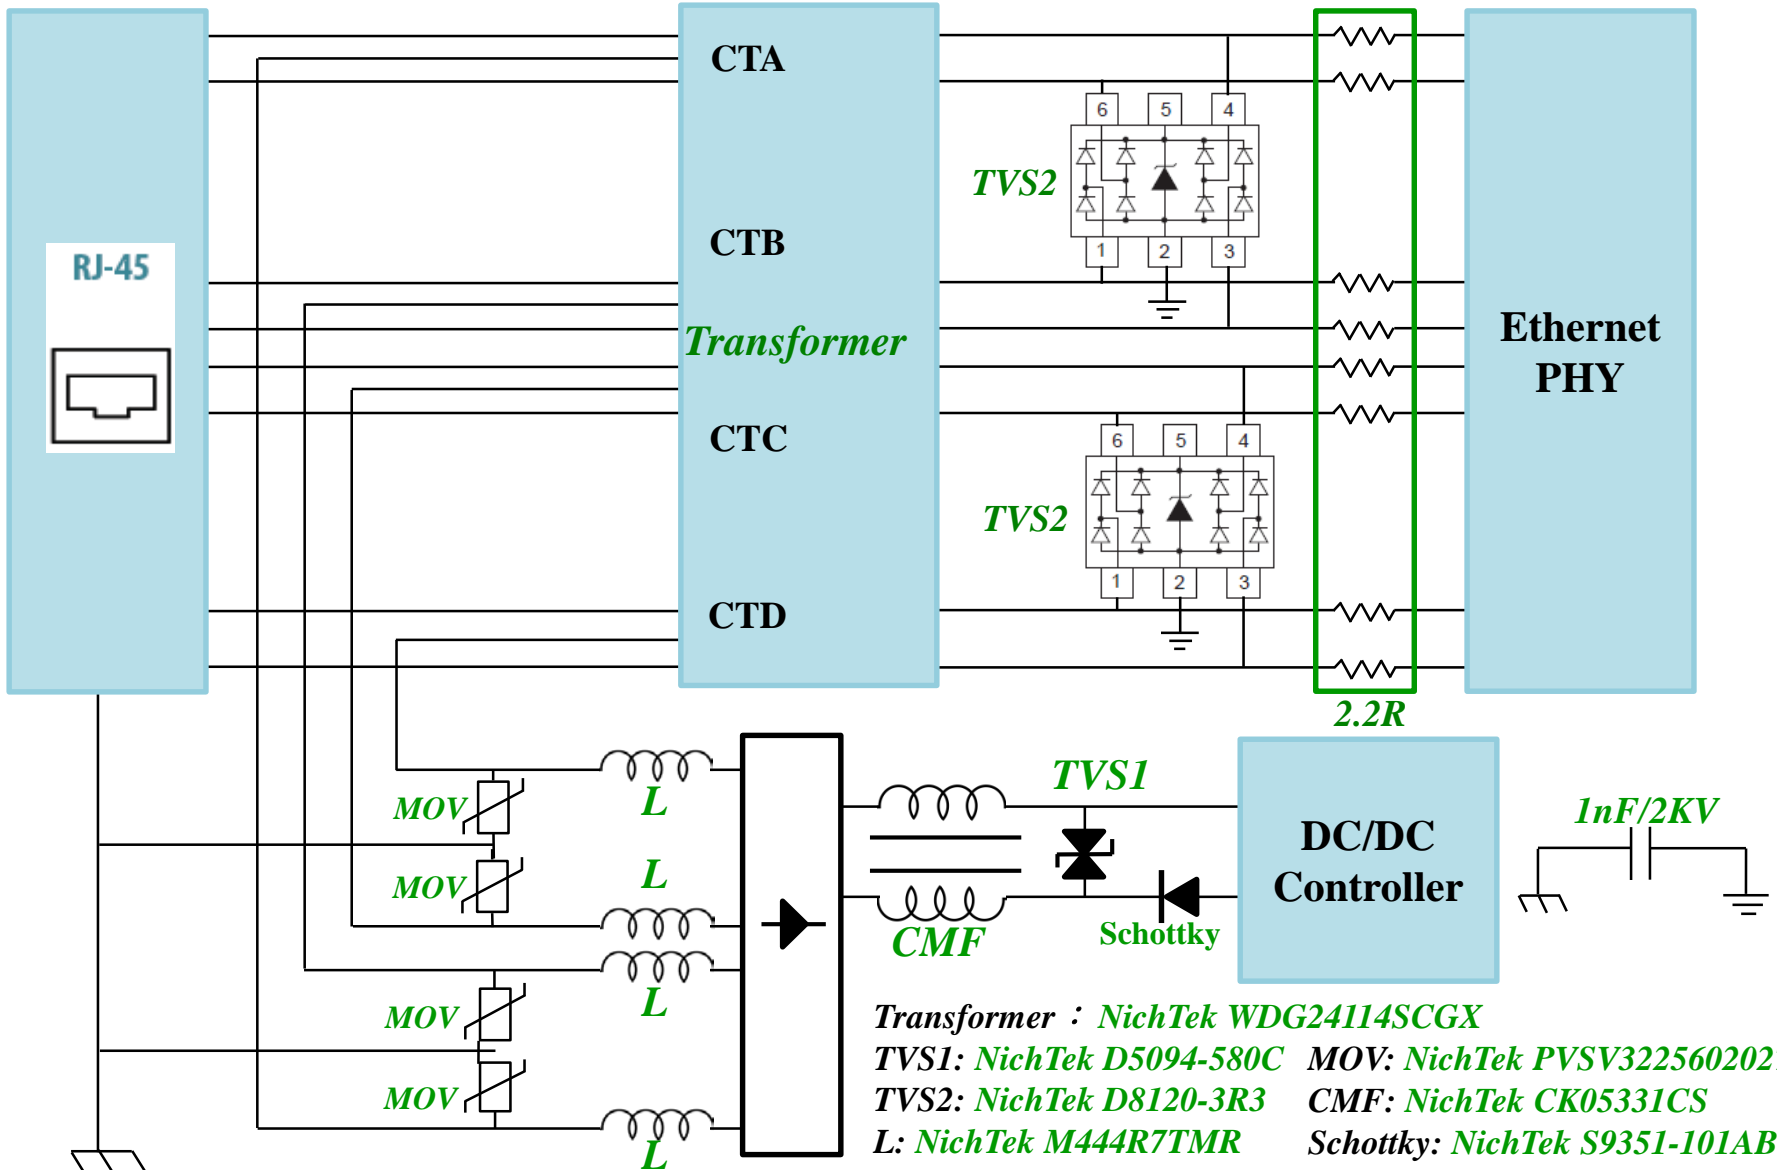 CTA
6 5 4
TVS2
CTB
1 2 3
RJ-45
Transformer
Ethernet
PHY
CTC
6 5 4
TVS2
1 2 3
CTD
2.2R
MOV
L
TVS1
1nF/2KV
DC/DC
Controller
MOV
L
CMF
Schottky
MOV
L
MOV
L
Transformer : NichTek WDG24114SCGX
TVS1: NichTek D5094-580C MOV: NichTek
TVS2: NichTek D8120-3R3 CMF: NichTek CK05331CS
L: NichTek M444R7TMR Schottky: NichTek S9351-101AB